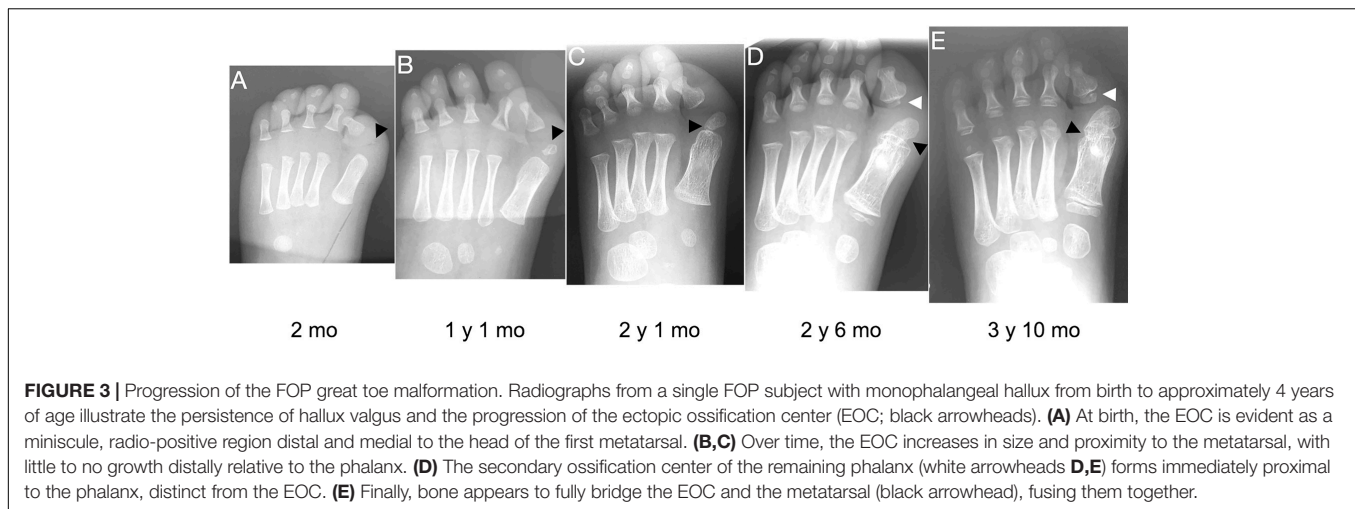 A
B
C
D
E
2 mo
1 y 1 mo
2 y 1 mo
2 y 6 mo
3 y 10 mo
FIGURE 3 | Progression of the FOP great toe malformation. Radiographs from a single FOP subject with monophalangeal hallux from birth to approximately 4 years
of age illustrate the persistence of hallux valgus and the progression of the ectopic ossification center (EOC; black arrowheads). (A) At birth, the EOC is evident as a
miniscule, radio-positive region distal and medial to the head of the first metatarsal. (B,C) Over time, the EOC increases in size and proximity to the metatarsal, with
little to no growth distally relative to the phalanx. (D) The secondary ossification center of the remaining phalanx (white arrowheads D,E) forms immediately proximal
to the phalanx, distinct from the EOC. (E) Finally, bone appears to fully bridge the EOC and the metatarsal (black arrowhead), fusing them together.